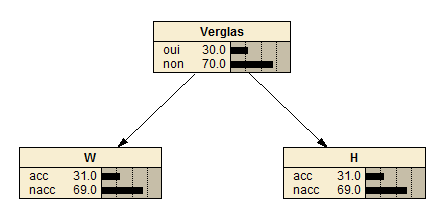 Verglas
oui 30.0
non 70.0
W
acc 31.0
nacc 69.0
H
acc 31.0
nacc 69.0